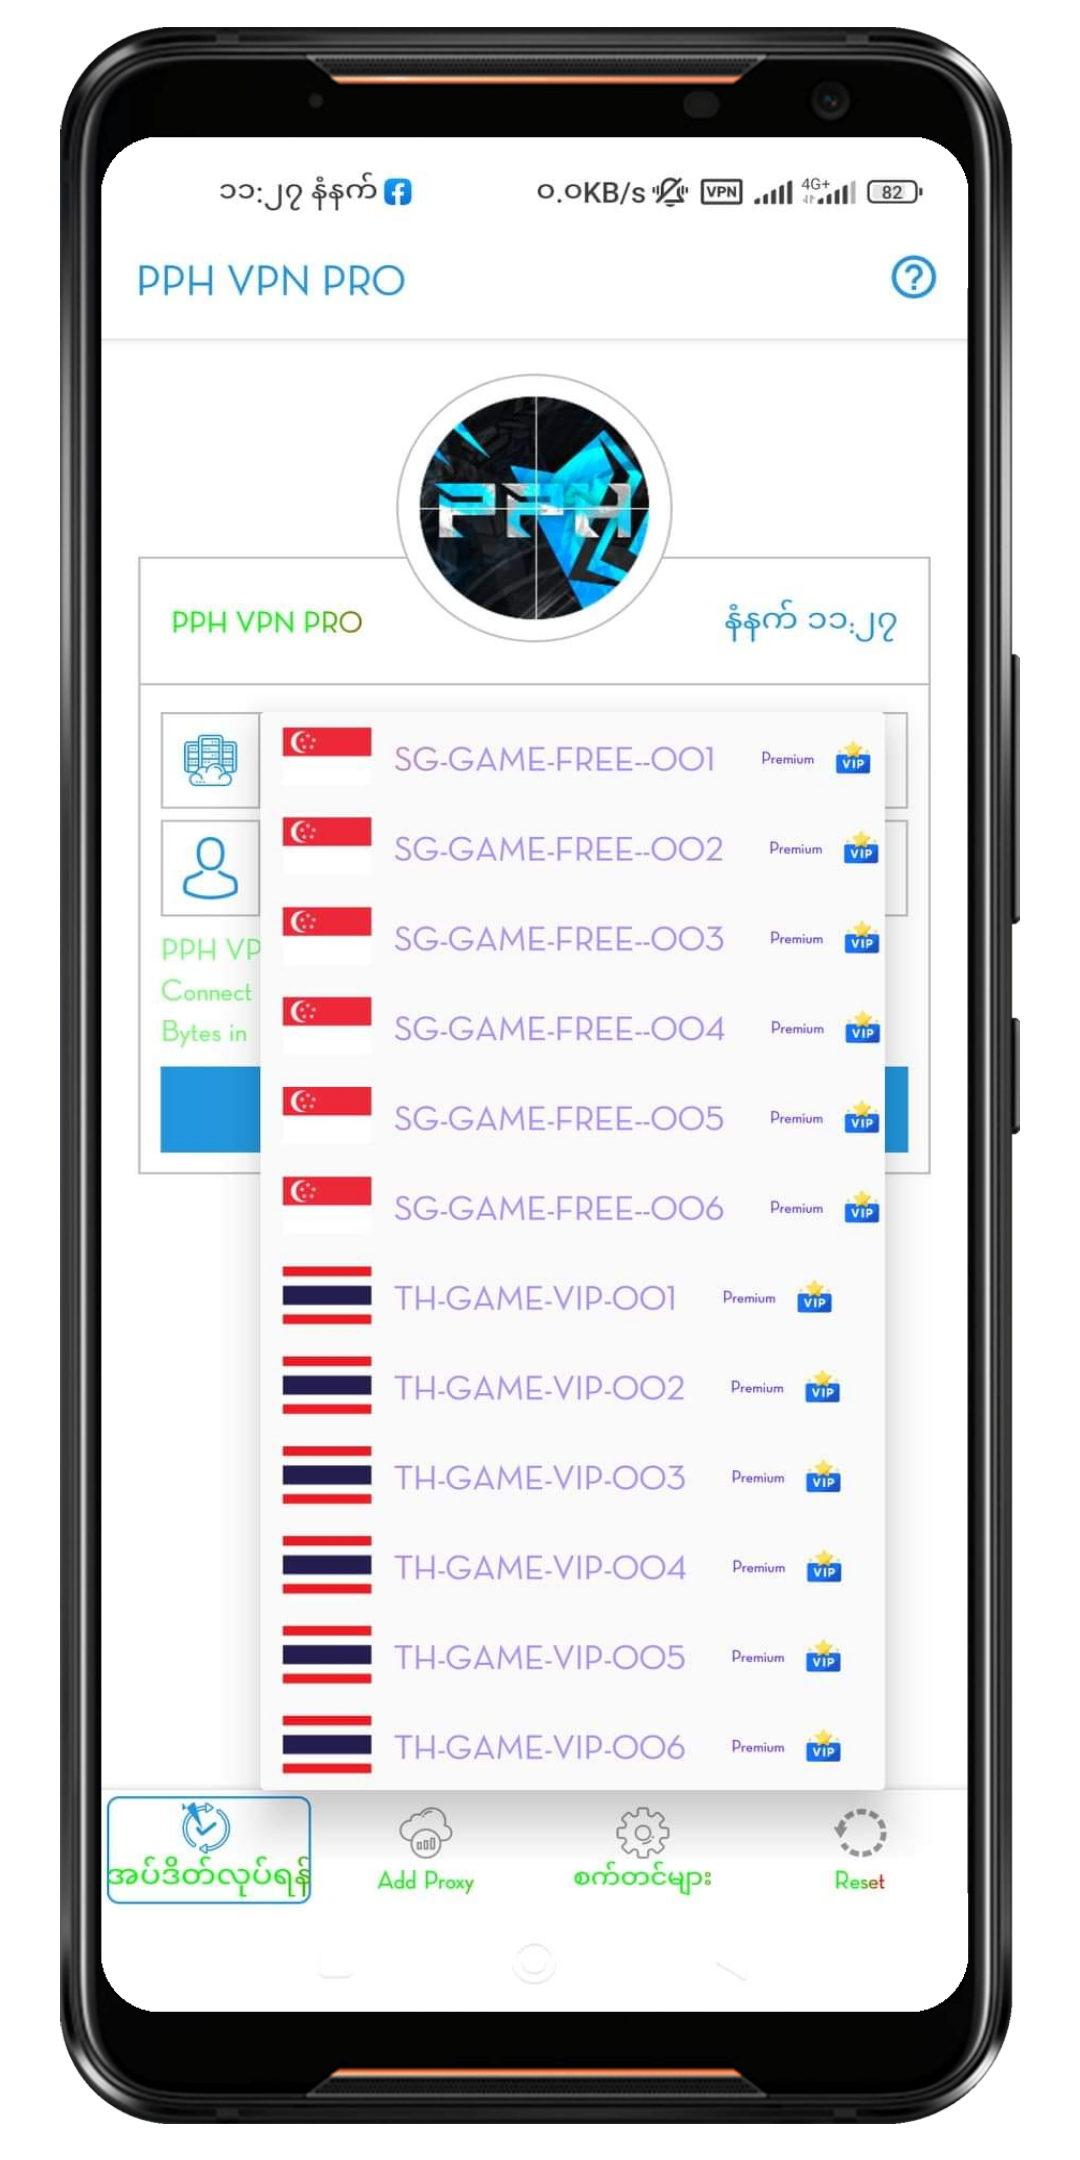 ၁၁:၂၇ နံနက်
၀.၀KB/s VPN 4G+ 82
PPH VPN PRO
PPH
PPH VPN PRO
နံနက် ၁၁:၂၇
SG-GAME-FREE--001 Premium VIP
SG-GAME-FREE--002 Premium VIP
SG-GAME-FREE--003 Premium VIP
SG-GAME-FREE--004 Premium VIP
SG-GAME-FREE--005 Premium VIP
SG-GAME-FREE--006 Premium VIP
TH-GAME-VIP-001 Premium VIP
TH-GAME-VIP-002 Premium VIP
TH-GAME-VIP-003 Premium VIP
TH-GAME-VIP-004 Premium VIP
TH-GAME-VIP-005 Premium VIP
TH-GAME-VIP-006 Premium VIP
PPH VP
Connect
Bytes in
အပ်ဒိတ်လုပ်ရန်
Add Proxy
စက်တင်များ
Reset